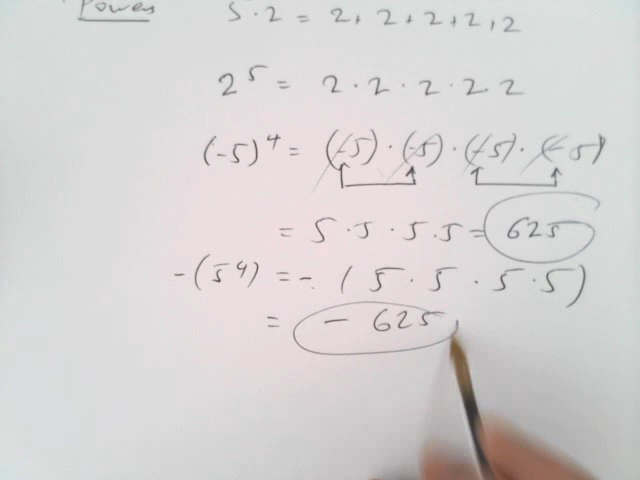 Powers
5 · 2 = 2 + 2 + 2 + 2 + 2
2⁵ = 2 · 2 · 2 · 2 · 2
(-5)⁴ = (-5) · (-5) · (-5) · (-5)
= 5 · 5 · 5 · 5 = 625
-(5⁴) = - (5 · 5 · 5 · 5)
= - 625